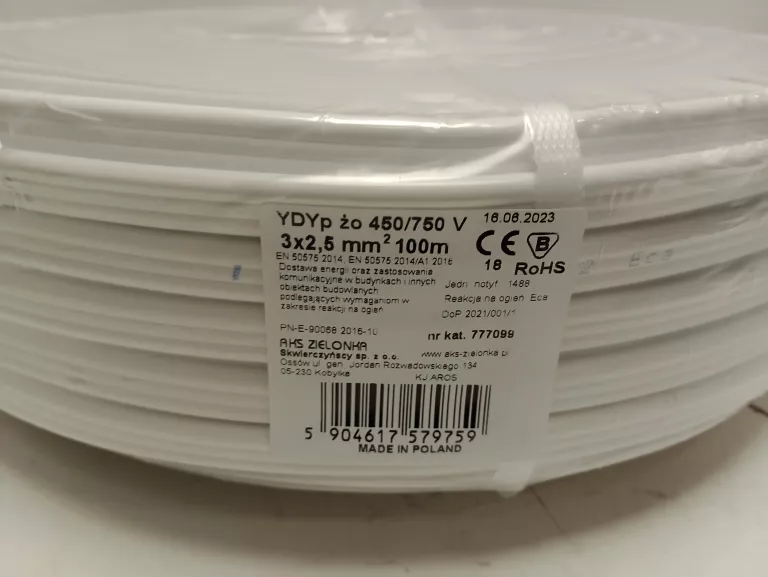 YDYp żo 450/750 V
16.06.2023
3x2,5 mm² 100m
CE B
18 RoHS
EN 50575 2014, EN 50575 2014/A1 2016
Dostawa energii oraz zastosowania
komunikacyjne w budynkach i innych
obiektach budowlanych
podlegających wymaganiom w
zakresie reakcji na ogień
Jedn notyf 1488
Reakcja na ogień Eca
DoP 2021/001/1
PN-E-90068 2016-10
nr kat. 777099
AKS ZIELONKA
Skwierczyńscy sp. z o.o.
www.aks-zielonka.pl
Ossów ul gen Jordan Rozwadowskiego 134
05-230 Kobyłka
KJ AROS
5 904617 579759
MADE IN POLAND
Eca